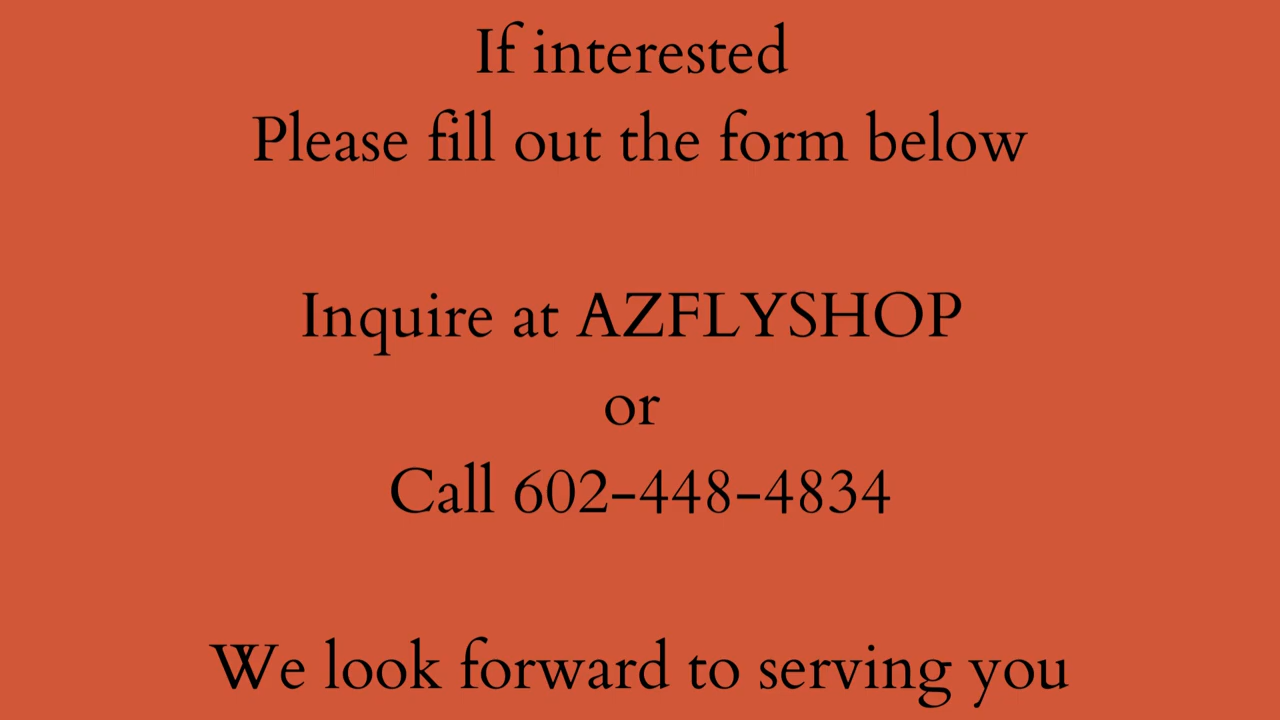 If interested
Please fill out the form below
Inquire at AZFLYSHOP
or
Call 602-448-4834
We look forward to serving you